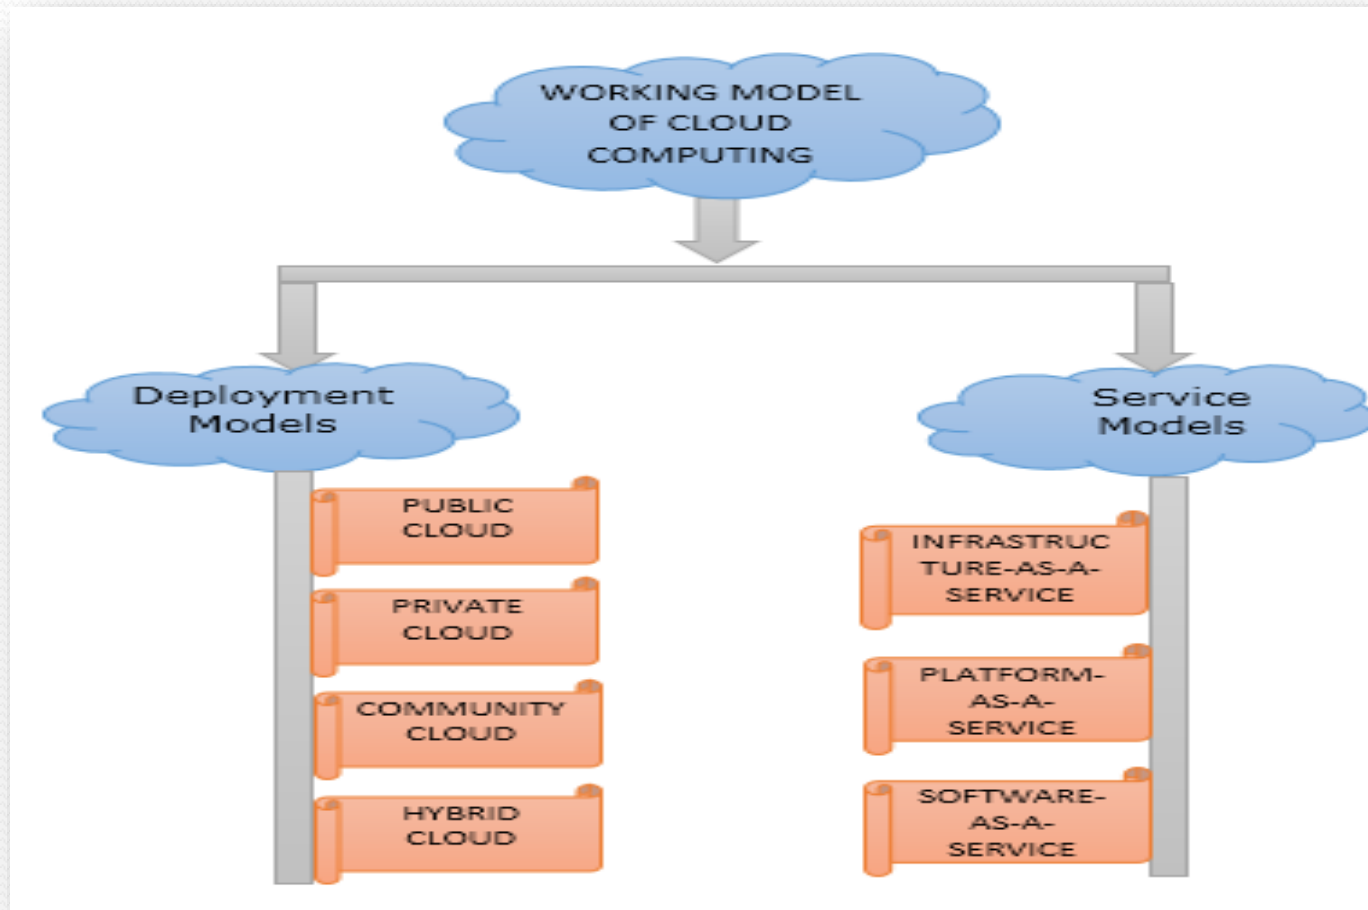 WORKING MODEL
OF CLOUD
COMPUTING
Deployment
Models
PUBLIC
CLOUD
PRIVATE
CLOUD
COMMUNITY
CLOUD
HYBRID
CLOUD
Service
Models
INFRASTRUC
TURE-AS-A-
SERVICE
PLATFORM-
AS-A-
SERVICE
SOFTWARE-
AS-A-
SERVICE